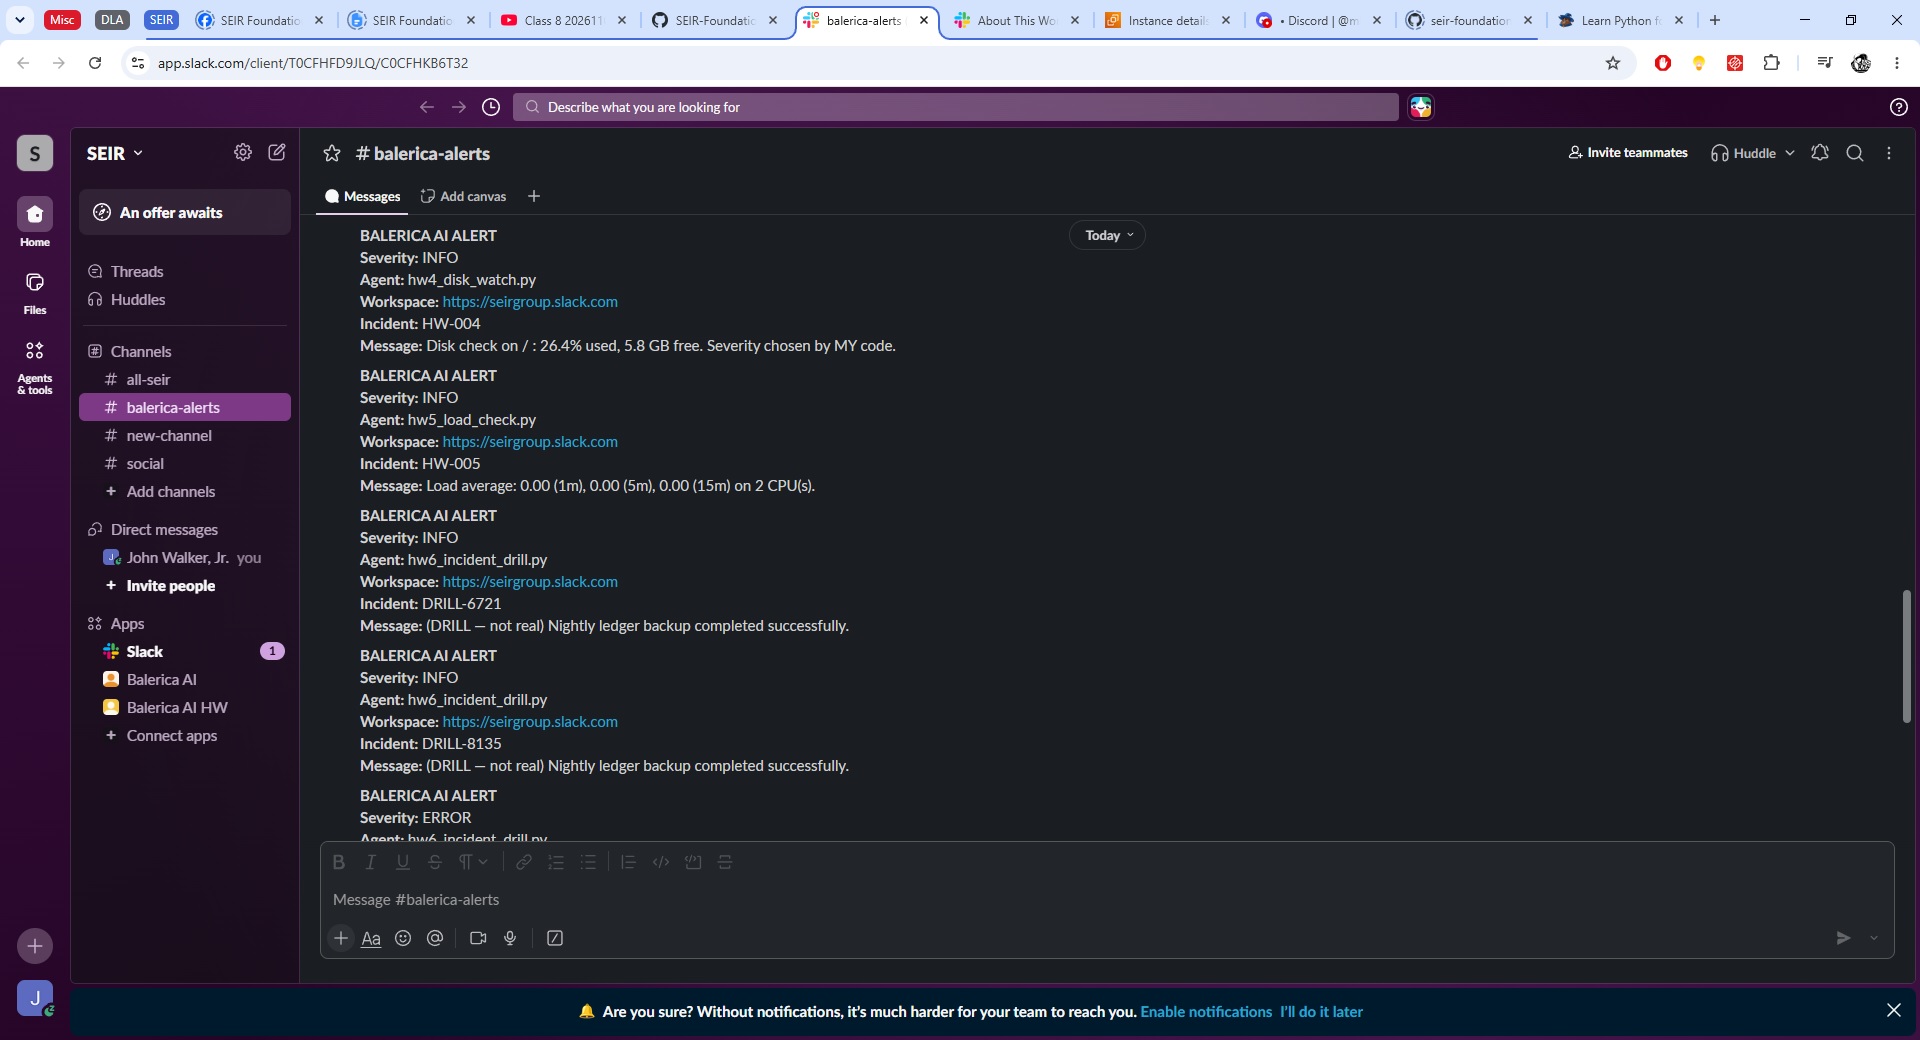 Misc
DLA
SEIR
SEIR Foundatio
SEIR Foundatio
Class 8 202611
SEIR-Foundatio
balerica-alerts
About This Wo
Instance details
• Discord | @m
seir-foundation
Learn Python f
app.slack.com/client/T0CFHFD9JLQ/C0CFHKB6T32
Describe what you are looking for
S
Home
Files
Agents
& tools
J
SEIR
An offer awaits
Threads
Huddles
Channels
# all-seir
# balerica-alerts
# new-channel
# social
+ Add channels
Direct messages
John Walker, Jr. you
+ Invite people
Apps
Slack 1
Balerica AI
Balerica AI HW
+ Connect apps
# balerica-alerts
Invite teammates
Huddle
Messages
Add canvas
Today
BALERICA AI ALERT
Severity: INFO
Agent: hw4_disk_watch.py
Workspace: https://seirgroup.slack.com
Incident: HW-004
Message: Disk check on / : 26.4% used, 5.8 GB free. Severity chosen by MY code.
BALERICA AI ALERT
Severity: INFO
Agent: hw5_load_check.py
Workspace: https://seirgroup.slack.com
Incident: HW-005
Message: Load average: 0.00 (1m), 0.00 (5m), 0.00 (15m) on 2 CPU(s).
BALERICA AI ALERT
Severity: INFO
Agent: hw6_incident_drill.py
Workspace: https://seirgroup.slack.com
Incident: DRILL-6721
Message: (DRILL — not real) Nightly ledger backup completed successfully.
BALERICA AI ALERT
Severity: INFO
Agent: hw6_incident_drill.py
Workspace: https://seirgroup.slack.com
Incident: DRILL-8135
Message: (DRILL — not real) Nightly ledger backup completed successfully.
BALERICA AI ALERT
Severity: ERROR
Agent: hw6_incident_drill.py
Message #balerica-alerts
Aa
Are you sure? Without notifications, it's much harder for your team to reach you. Enable notifications I'll do it later